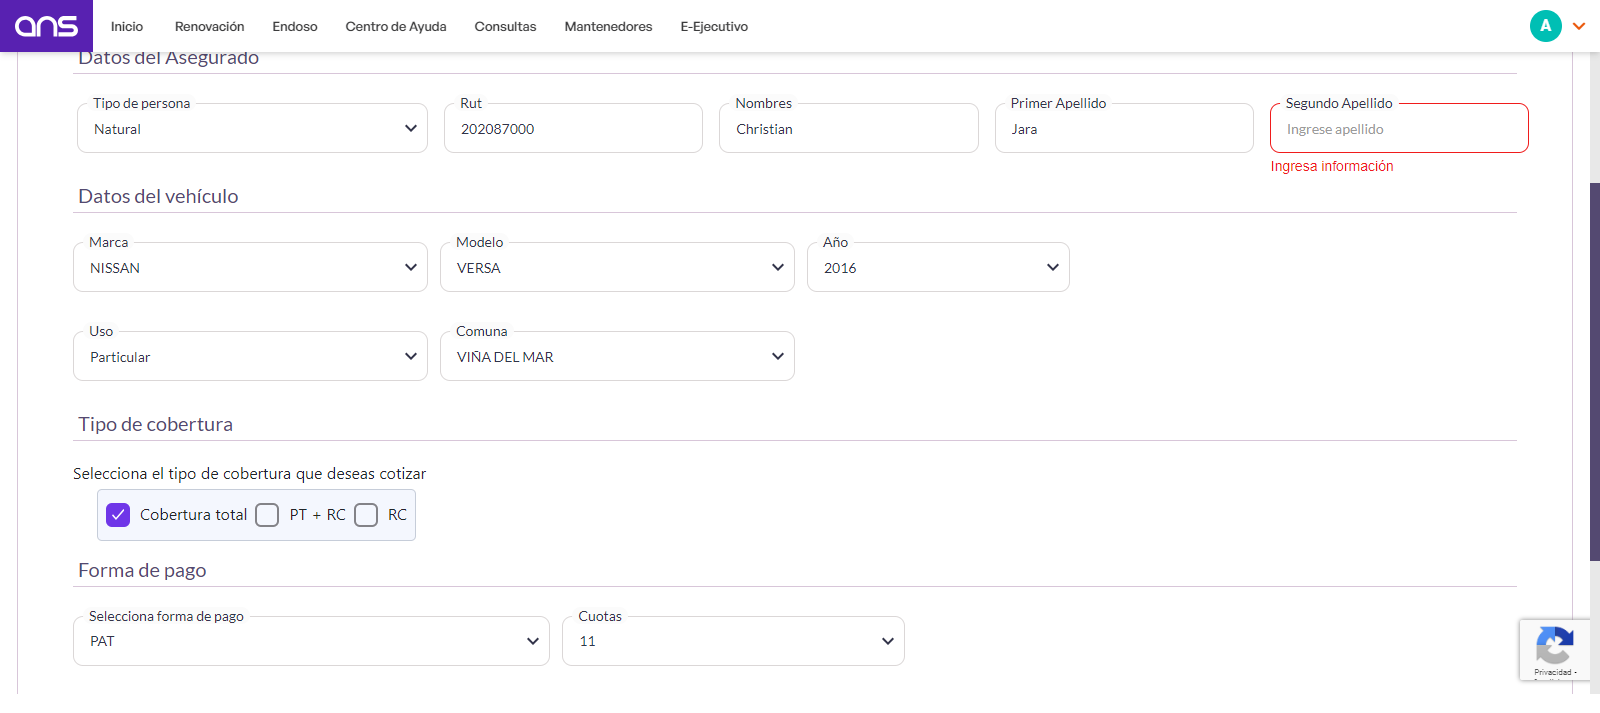 ans Inicio Renovación Endoso Centro de Ayuda Consultas Mantenedores E-Ejecutivo A
Datos del Asegurado
Tipo de persona Rut Nombres Primer Apellido Segundo Apellido
Natural 202087000 Christian Jara Ingrese apellido
Ingresa información
Datos del vehículo
Marca Modelo Año
NISSAN VERSA 2016
Uso Comuna
Particular VIÑA DEL MAR
Tipo de cobertura
Selecciona el tipo de cobertura que deseas cotizar
Cobertura total PT + RC RC
Forma de pago
Selecciona forma de pago Cuotas
PAT 11
Privacidad -